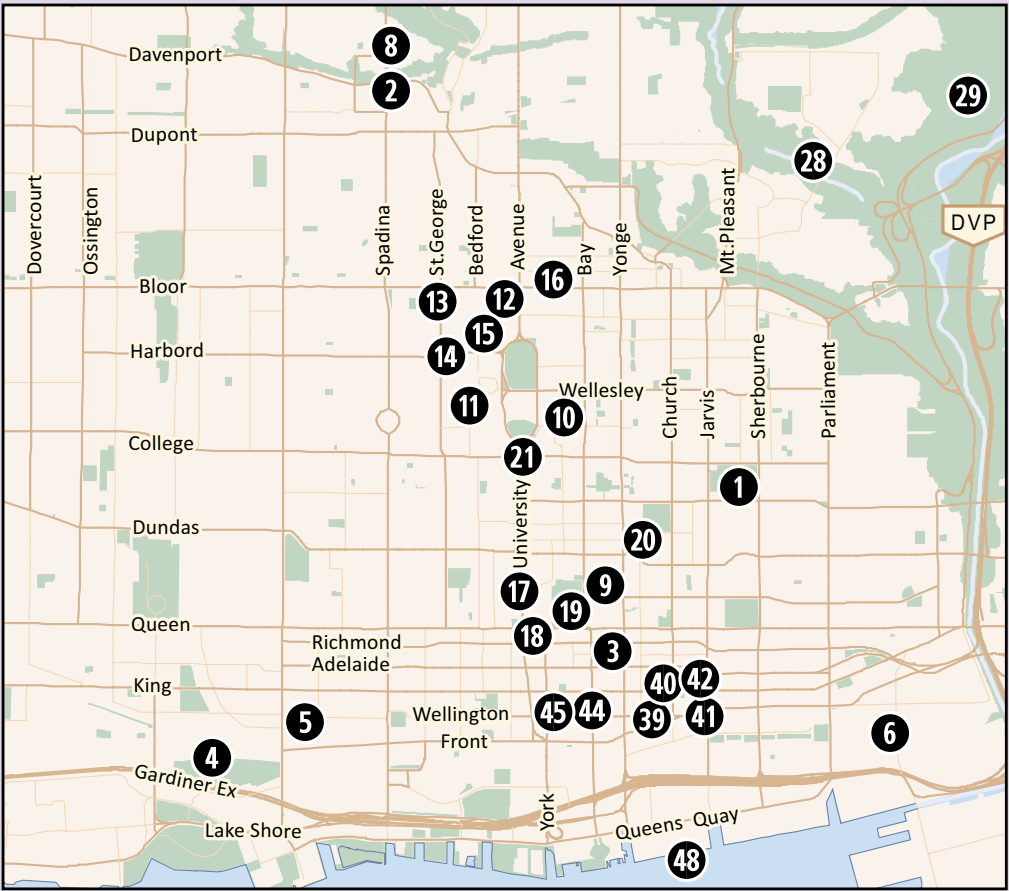 8
Davenport
2
29
Dupont
28
Dovercourt
Ossington
Spadina
St.George
Bedford
Avenue
Bay
Yonge
Mt.Pleasant
DVP
16
Bloor
13
12
15
Harbord
14
Wellesley
Church
Jarvis
Sherbourne
Parliament
11
10
College
21
1
University
Dundas
20
9
17
19
Queen
18
Richmond
Adelaide
3
King
40
42
Wellington
45
44
39
41
5
6
Front
4
Gardiner Ex
York
Lake Shore
Queens Quay
48